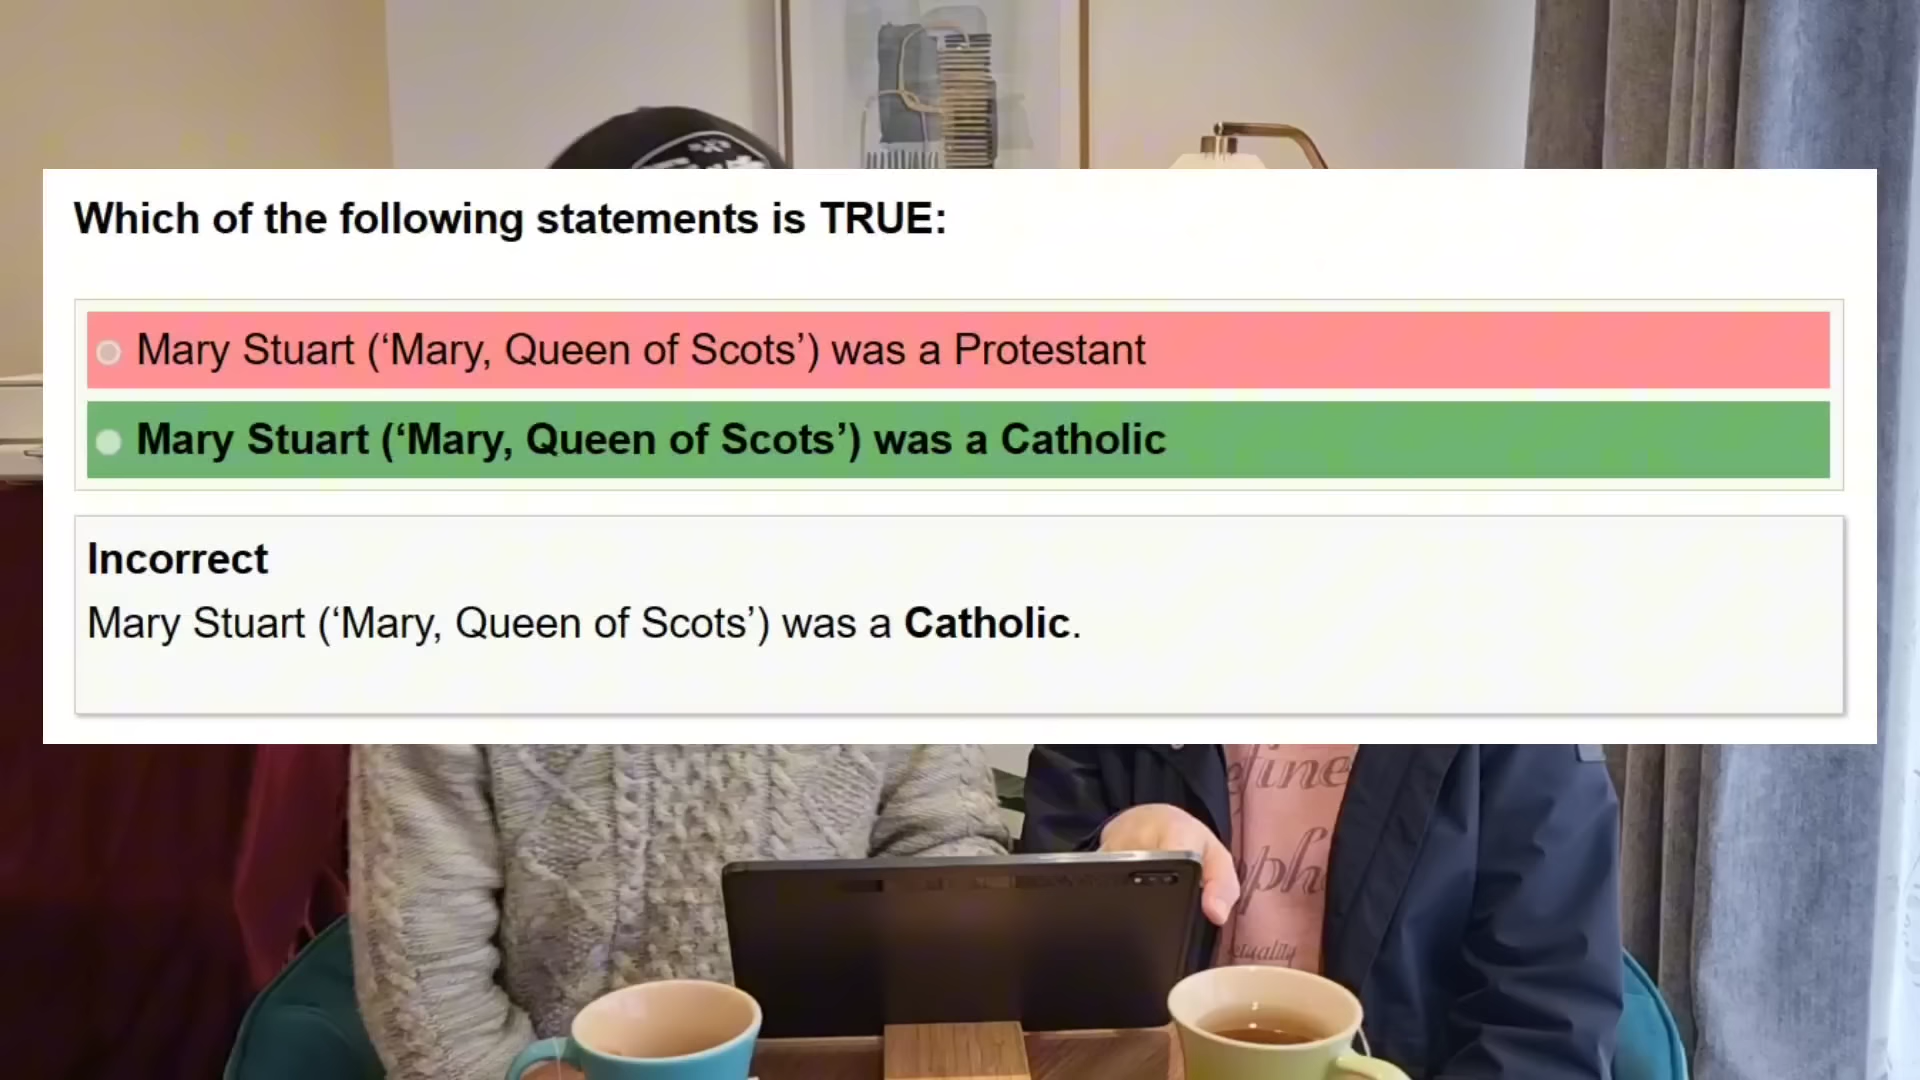 Which of the following statements is TRUE:
Mary Stuart (‘Mary, Queen of Scots’) was a Protestant
Mary Stuart (‘Mary, Queen of Scots’) was a Catholic
Incorrect
Mary Stuart (‘Mary, Queen of Scots’) was a Catholic.